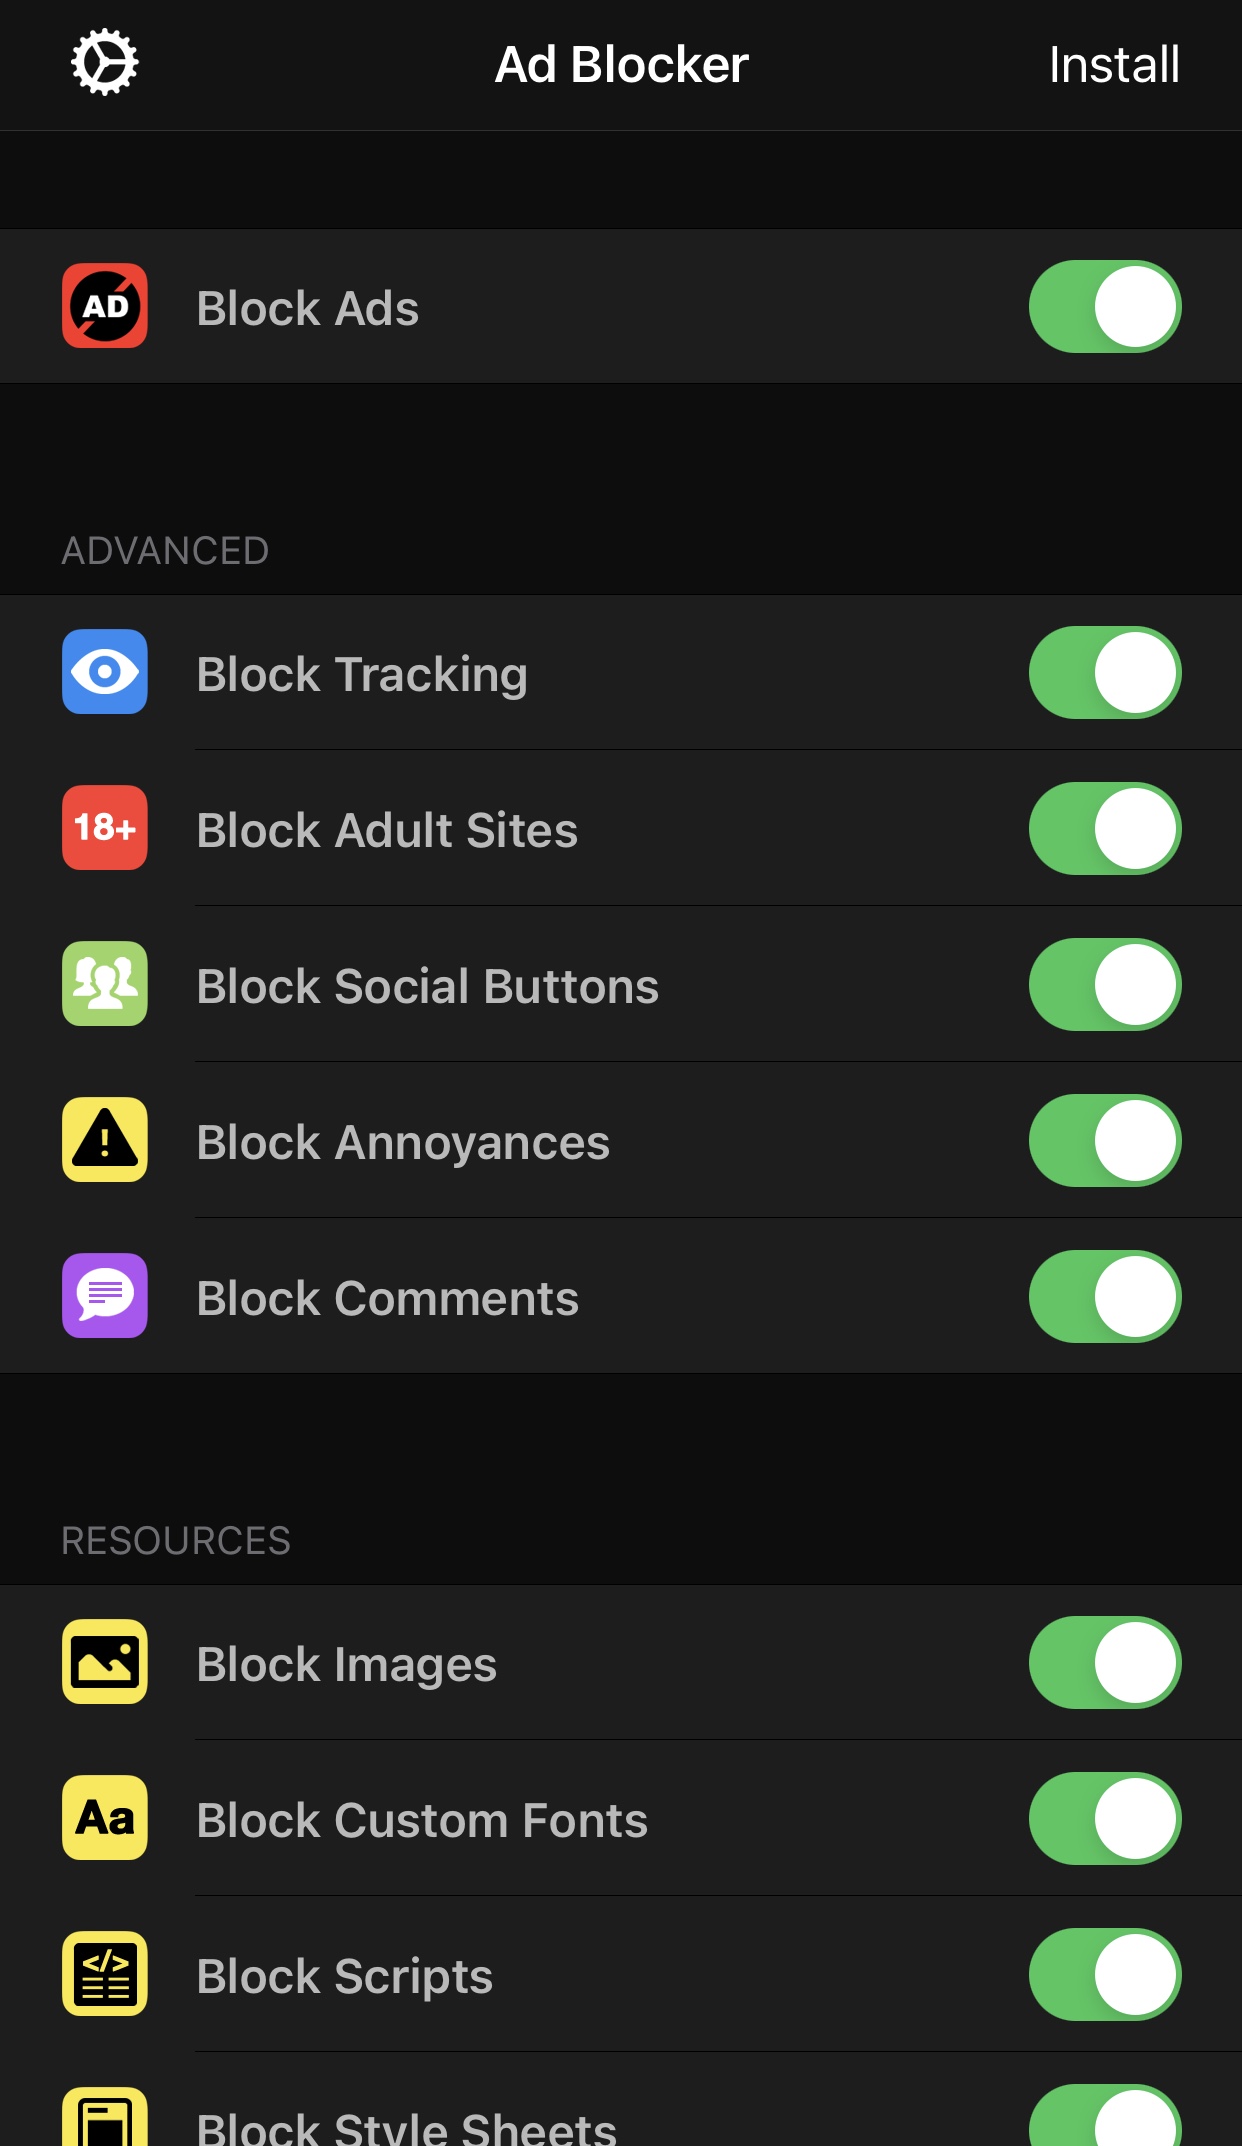 Ad Blocker
Install
AD
Block Ads
ADVANCED
Block Tracking
18+
Block Adult Sites
Block Social Buttons
!
Block Annoyances
Block Comments
RESOURCES
Block Images
Aa
Block Custom Fonts
</>
Block Scripts
Block Style Sheets